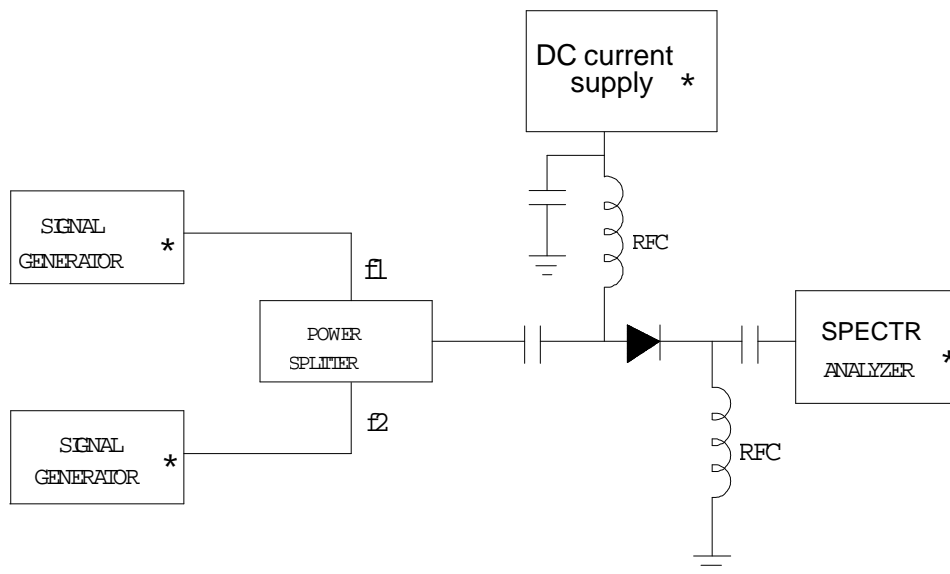 DC current
supply *
SIGNAL
GENERATOR *
f1
RFC
POWER
SPLITTER
SPECTR
ANALYZER *
f2
SIGNAL
GENERATOR *
RFC